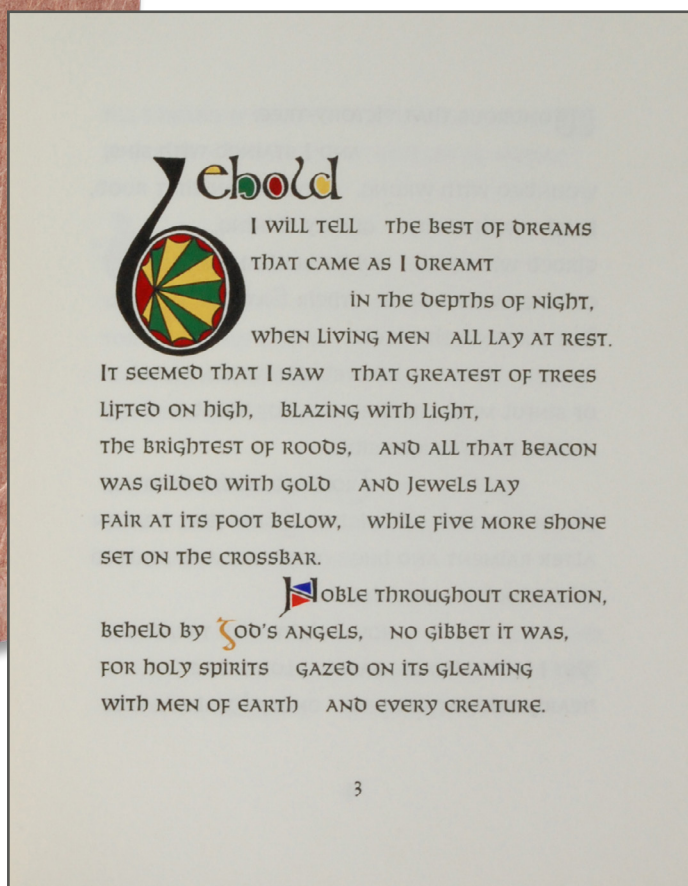 Behold
I will tell the best of dreams
that came as I dreamt
in the depths of night,
when living men all lay at rest.
It seemed that I saw that greatest of trees
lifted on high, blazing with light,
the brightest of roods, and all that beacon
was gilded with gold and jewels lay
fair at its foot below, while five more shone
set on the crossbar.
Noble throughout creation,
beheld by God's angels, no gibbet it was,
for holy spirits gazed on its gleaming
with men of earth and every creature.
3